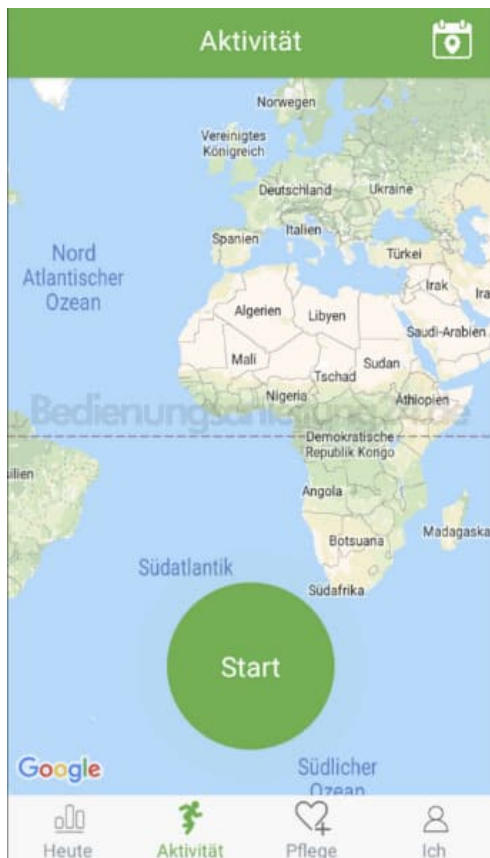 Aktivität
Norwegen
Vereinigtes
Königreich
Deutschland
Ukraine
Italien
Spanien
Türkei
Nord
Atlantischer
Ozean
Irak
Ira
Algerien
Libyen
Saudi-Arabien
Mali
Tschad
Sudan
Nigeria
Äthiopien
Demokratische
Republik Kongo
silien
Angola
Botsuana
Madagaska
Südatlantik
Südafrika
Start
Google
Südlicher
Ozean
Heute
Aktivität
Pflege
Ich